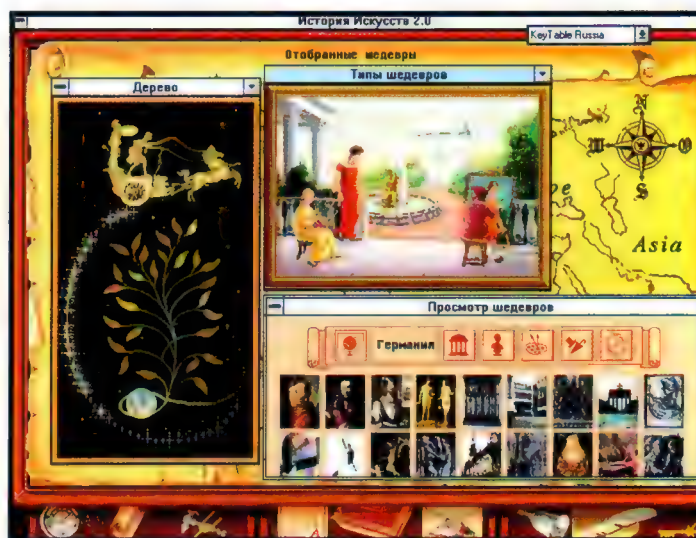 История Искусств 2.0
KeyTable Russia
Отобранные шедевры
Типы шедевров
Дерево
N
S
Asia
Просмотр шедевров
Германия